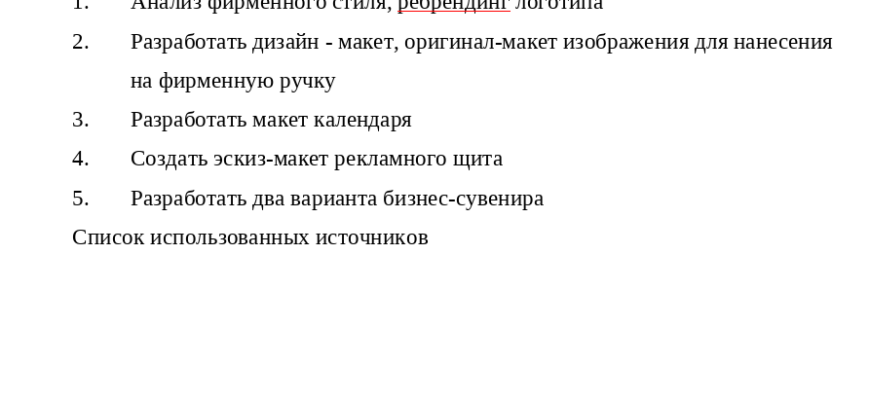 1. Анализ фирменного стиля, ребрендинг логотипа
2. Разработать дизайн - макет, оригинал-макет изображения для нанесения
на фирменную ручку
3. Разработать макет календаря
4. Создать эскиз-макет рекламного щита
5. Разработать два варианта бизнес-сувенира
Список использованных источников